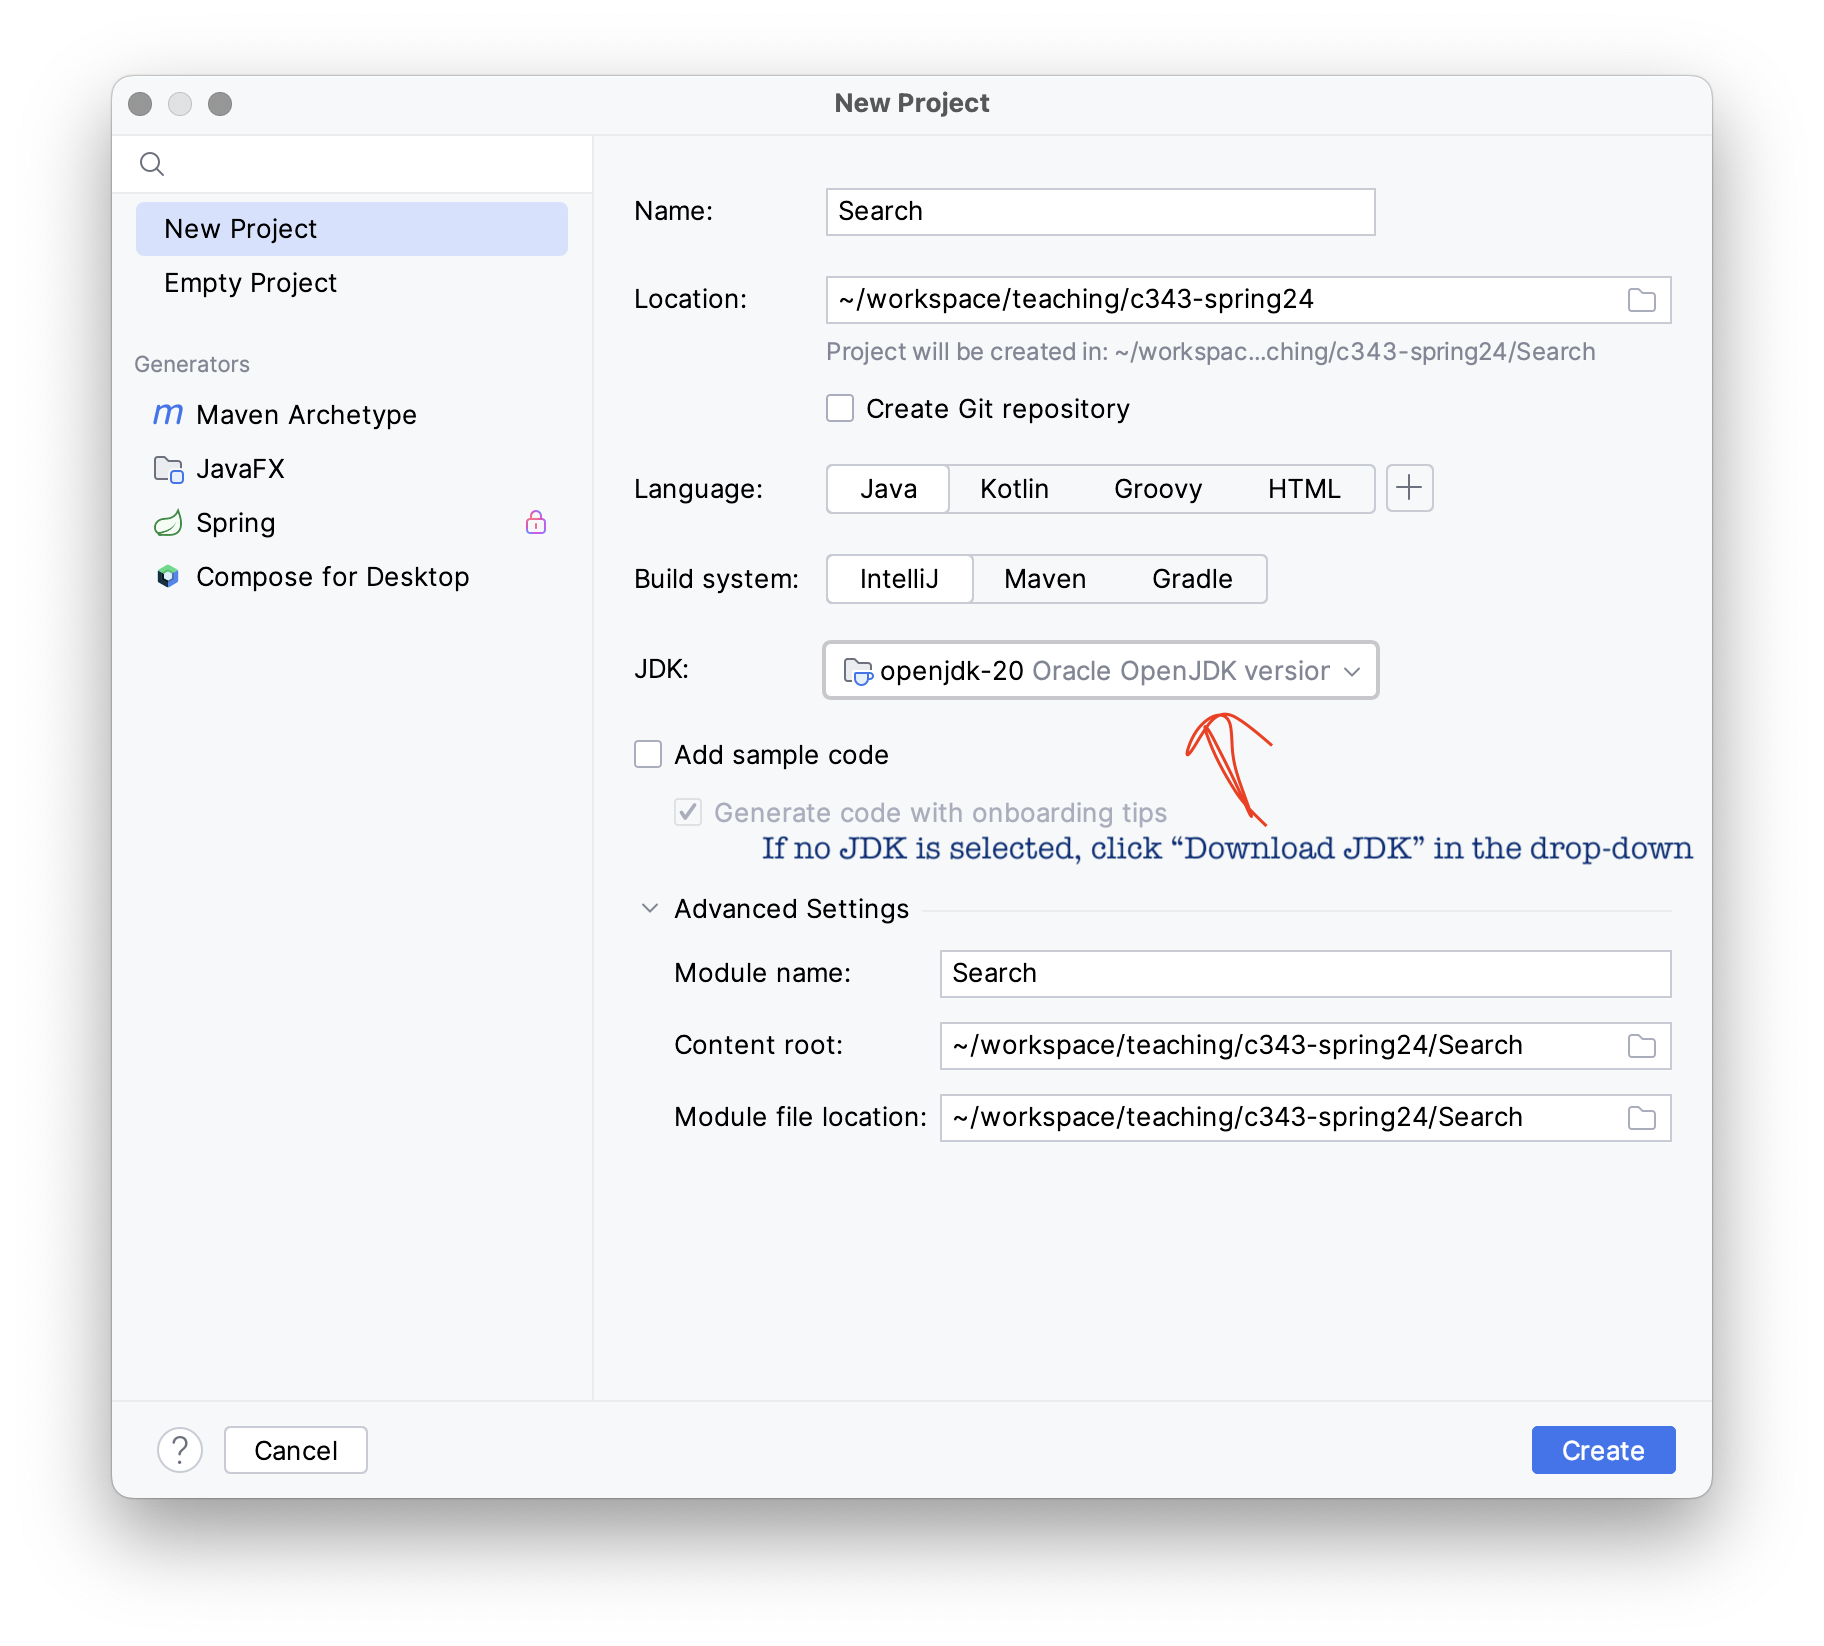 New Project
New Project
Empty Project
Generators
m Maven Archetype
JavaFX
Spring
Compose for Desktop
Name: Search
Location: ~/workspace/teaching/c343-spring24
Project will be created in: ~/workspac...ching/c343-spring24/Search
Create Git repository
Language: Java Kotlin Groovy HTML
Build system: IntelliJ Maven Gradle
JDK: openjdk-20 Oracle OpenJDK version
Add sample code
Generate code with onboarding tips
If no JDK is selected, click “Download JDK” in the drop-down
Advanced Settings
Module name: Search
Content root: ~/workspace/teaching/c343-spring24/Search
Module file location: ~/workspace/teaching/c343-spring24/Search
? Cancel Create